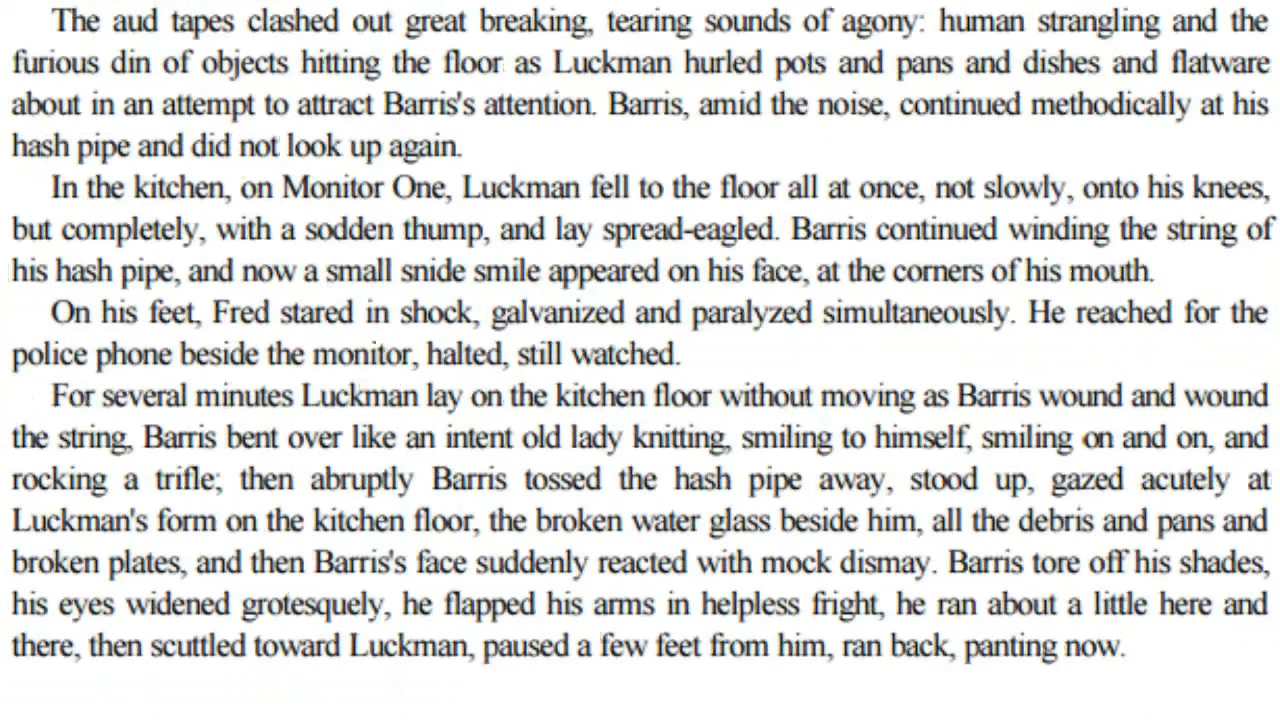 The aud tapes clashed out great breaking, tearing sounds of agony: human strangling and the
furious din of objects hitting the floor as Luckman hurled pots and pans and dishes and flatware
about in an attempt to attract Barris's attention. Barris, amid the noise, continued methodically at his
hash pipe and did not look up again.
In the kitchen, on Monitor One, Luckman fell to the floor all at once, not slowly, onto his knees,
but completely, with a sodden thump, and lay spread-eagled. Barris continued winding the string of
his hash pipe, and now a small snide smile appeared on his face, at the corners of his mouth.
On his feet, Fred stared in shock, galvanized and paralyzed simultaneously. He reached for the
police phone beside the monitor, halted, still watched.
For several minutes Luckman lay on the kitchen floor without moving as Barris wound and wound
the string, Barris bent over like an intent old lady knitting, smiling to himself, smiling on and on, and
rocking a trifle; then abruptly Barris tossed the hash pipe away, stood up, gazed acutely at
Luckman's form on the kitchen floor, the broken water glass beside him, all the debris and pans and
broken plates, and then Barris's face suddenly reacted with mock dismay. Barris tore off his shades,
his eyes widened grotesquely, he flapped his arms in helpless fright, he ran about a little here and
there, then scuttled toward Luckman, paused a few feet from him, ran back, panting now.